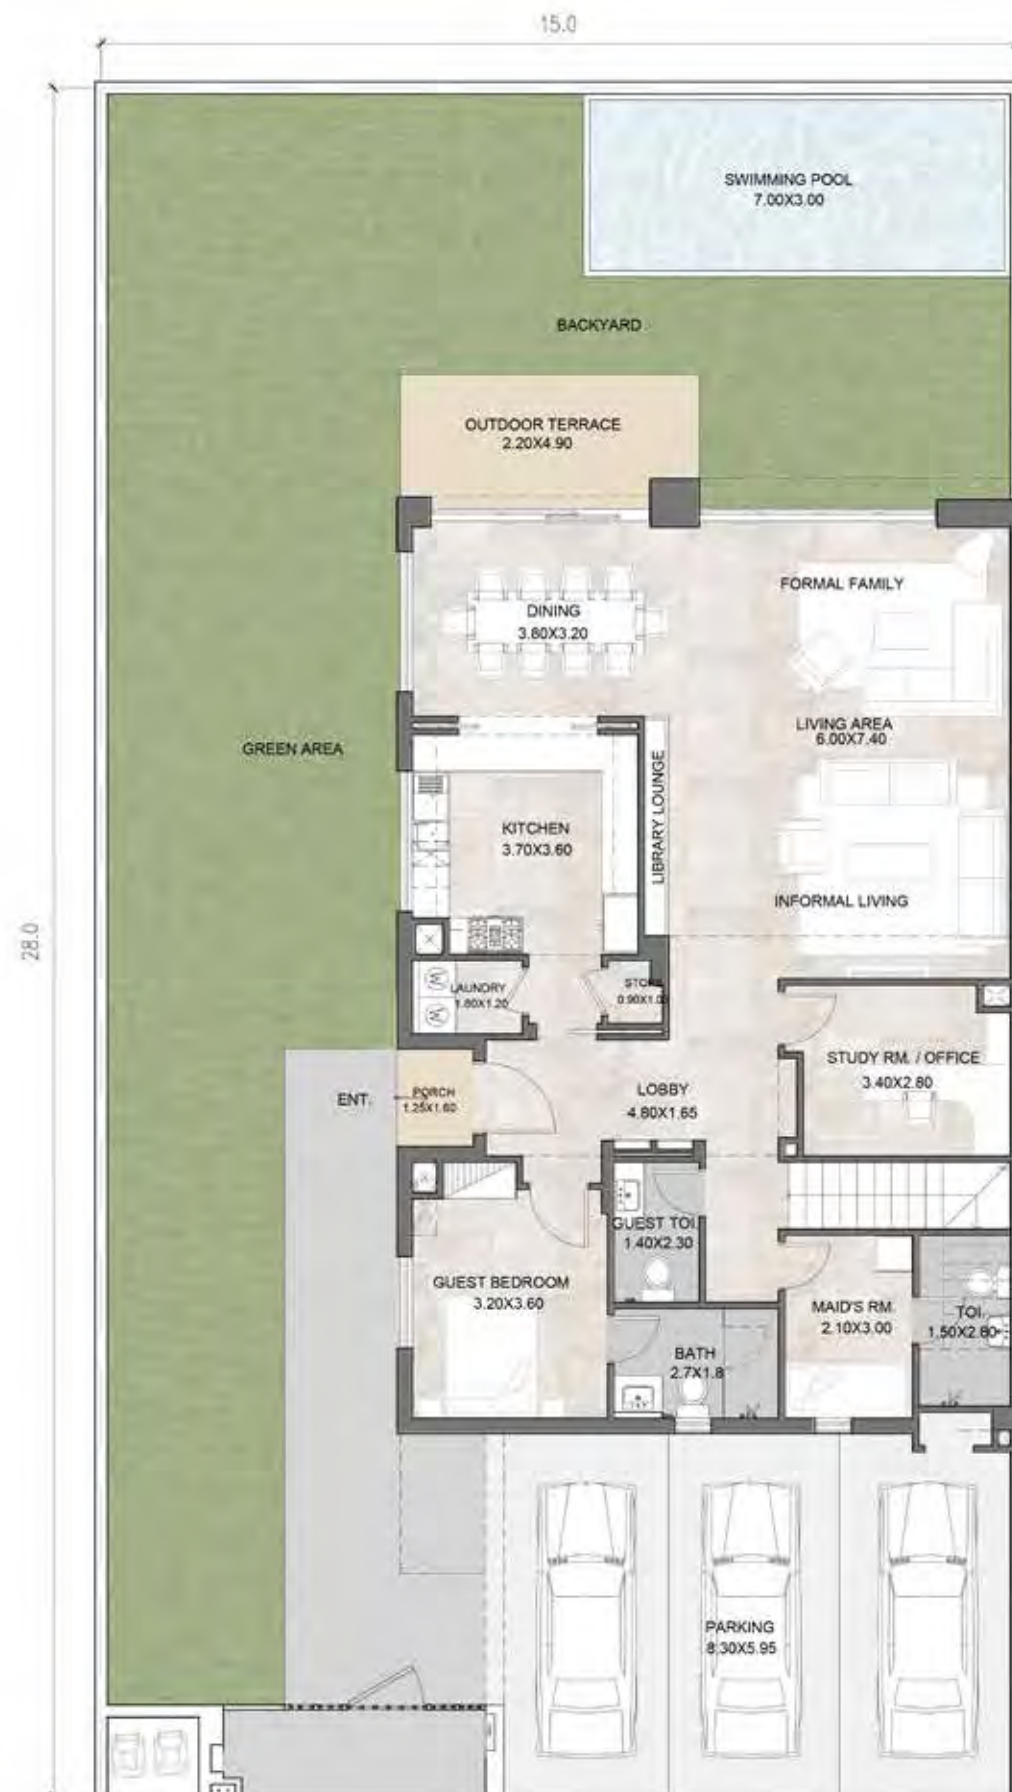 15.0
SWIMMING POOL
7.00X3.00
BACKYARD
OUTDOOR TERRACE
2.20X4.90
FORMAL FAMILY
DINING
3.80X3.20
LIVING AREA
6.00X7.40
GREEN AREA
LIBRARY LOUNGE
KITCHEN
3.70X3.60
INFORMAL LIVING
28.0
W
LAUNDRY
1.80X1.20
W
STUDY RM. / OFFICE
3.40X2.80
ENT.
PORCH
1.25X1.60
LOBBY
4.80X1.65
GUEST TOI.
1.40X2.30
GUEST BEDROOM
3.20X3.60
MAID'S RM.
2.10X3.00
TOI.
1.50X2.80
BATH
2.7X1.8
PARKING
8.30X5.95